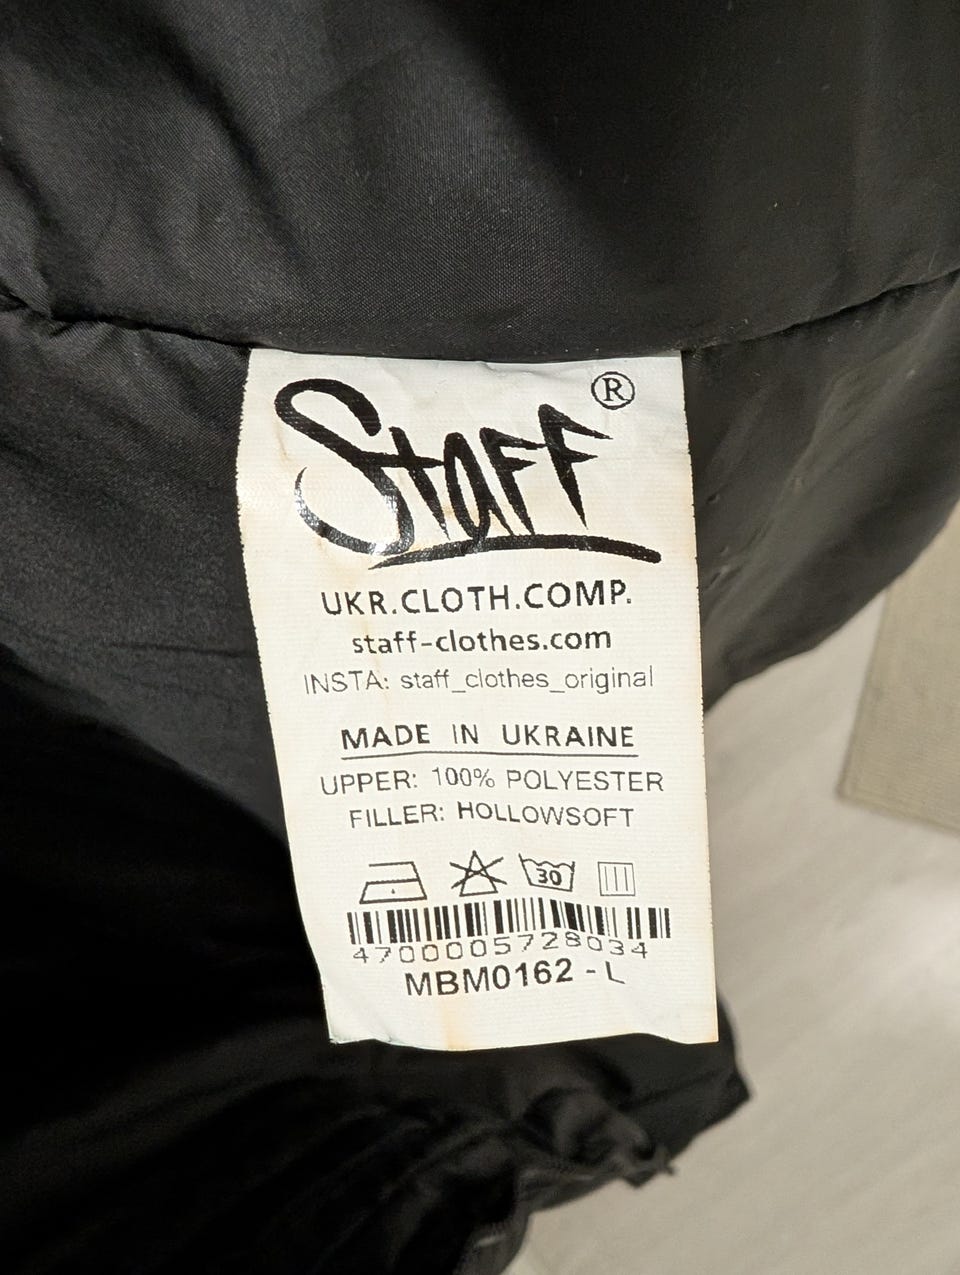 Staff ®
UKR.CLOTH.COMP.
staff-clothes.com
INSTA: staff_clothes_original
MADE IN UKRAINE
UPPER: 100% POLYESTER
FILLER: HOLLOWSOFT
30
4700005728034
MBM0162 - L